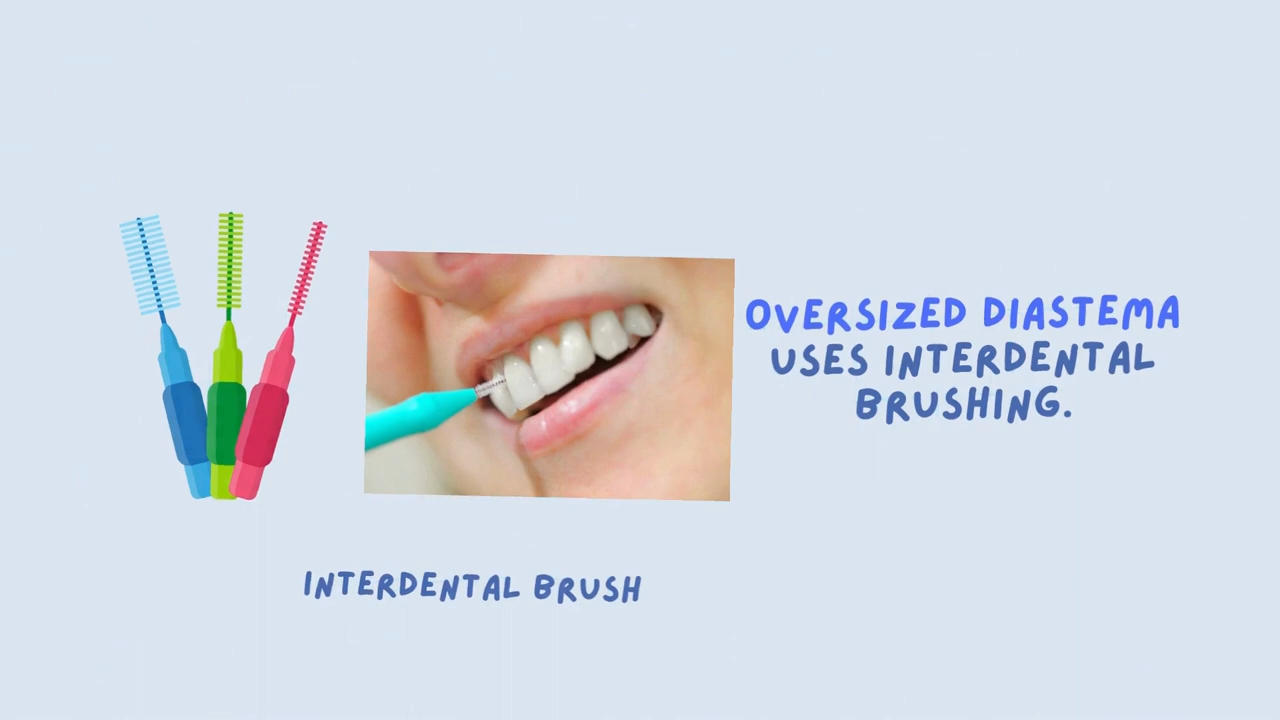 OVERSIZED DIASTEMA
USES INTERDENTAL
BRUSHING.
INTERDENTAL BRUSH